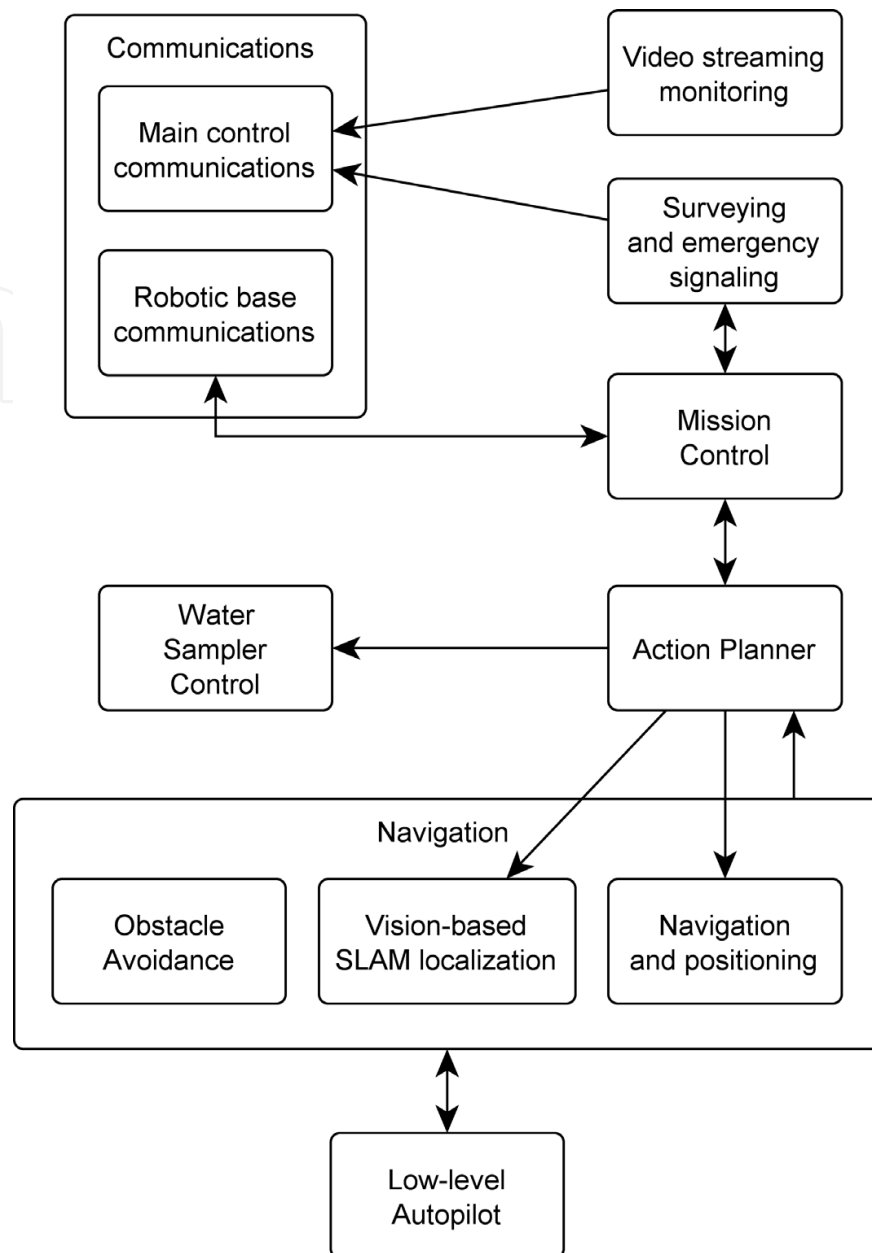 Communications
Main control
communications
Robotic base
communications
Video streaming
monitoring
Surveying
and emergency
signaling
Mission
Control
Water
Sampler
Control
Action Planner
Navigation
Obstacle
Avoidance
Vision-based
SLAM localization
Navigation
and positioning
Low-level
Autopilot